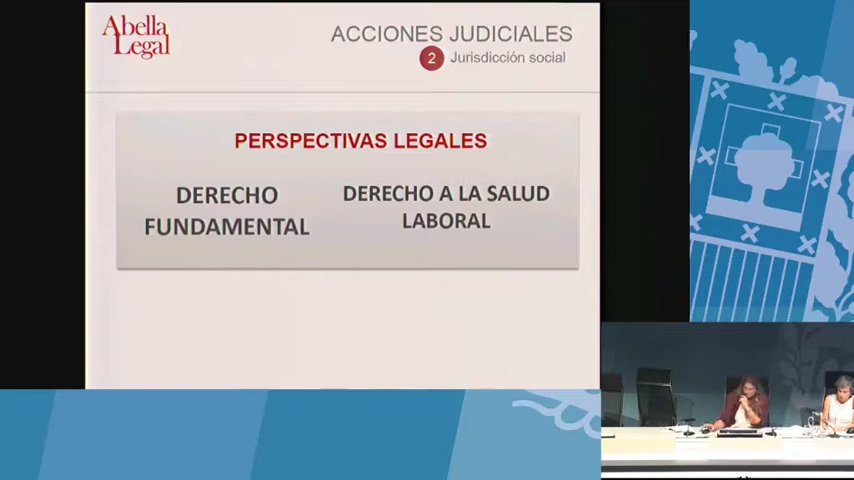 Abella
Legal
ACCIONES JUDICIALES
2 Jurisdicción social
PERSPECTIVAS LEGALES
DERECHO
FUNDAMENTAL
DERECHO A LA SALUD
LABORAL